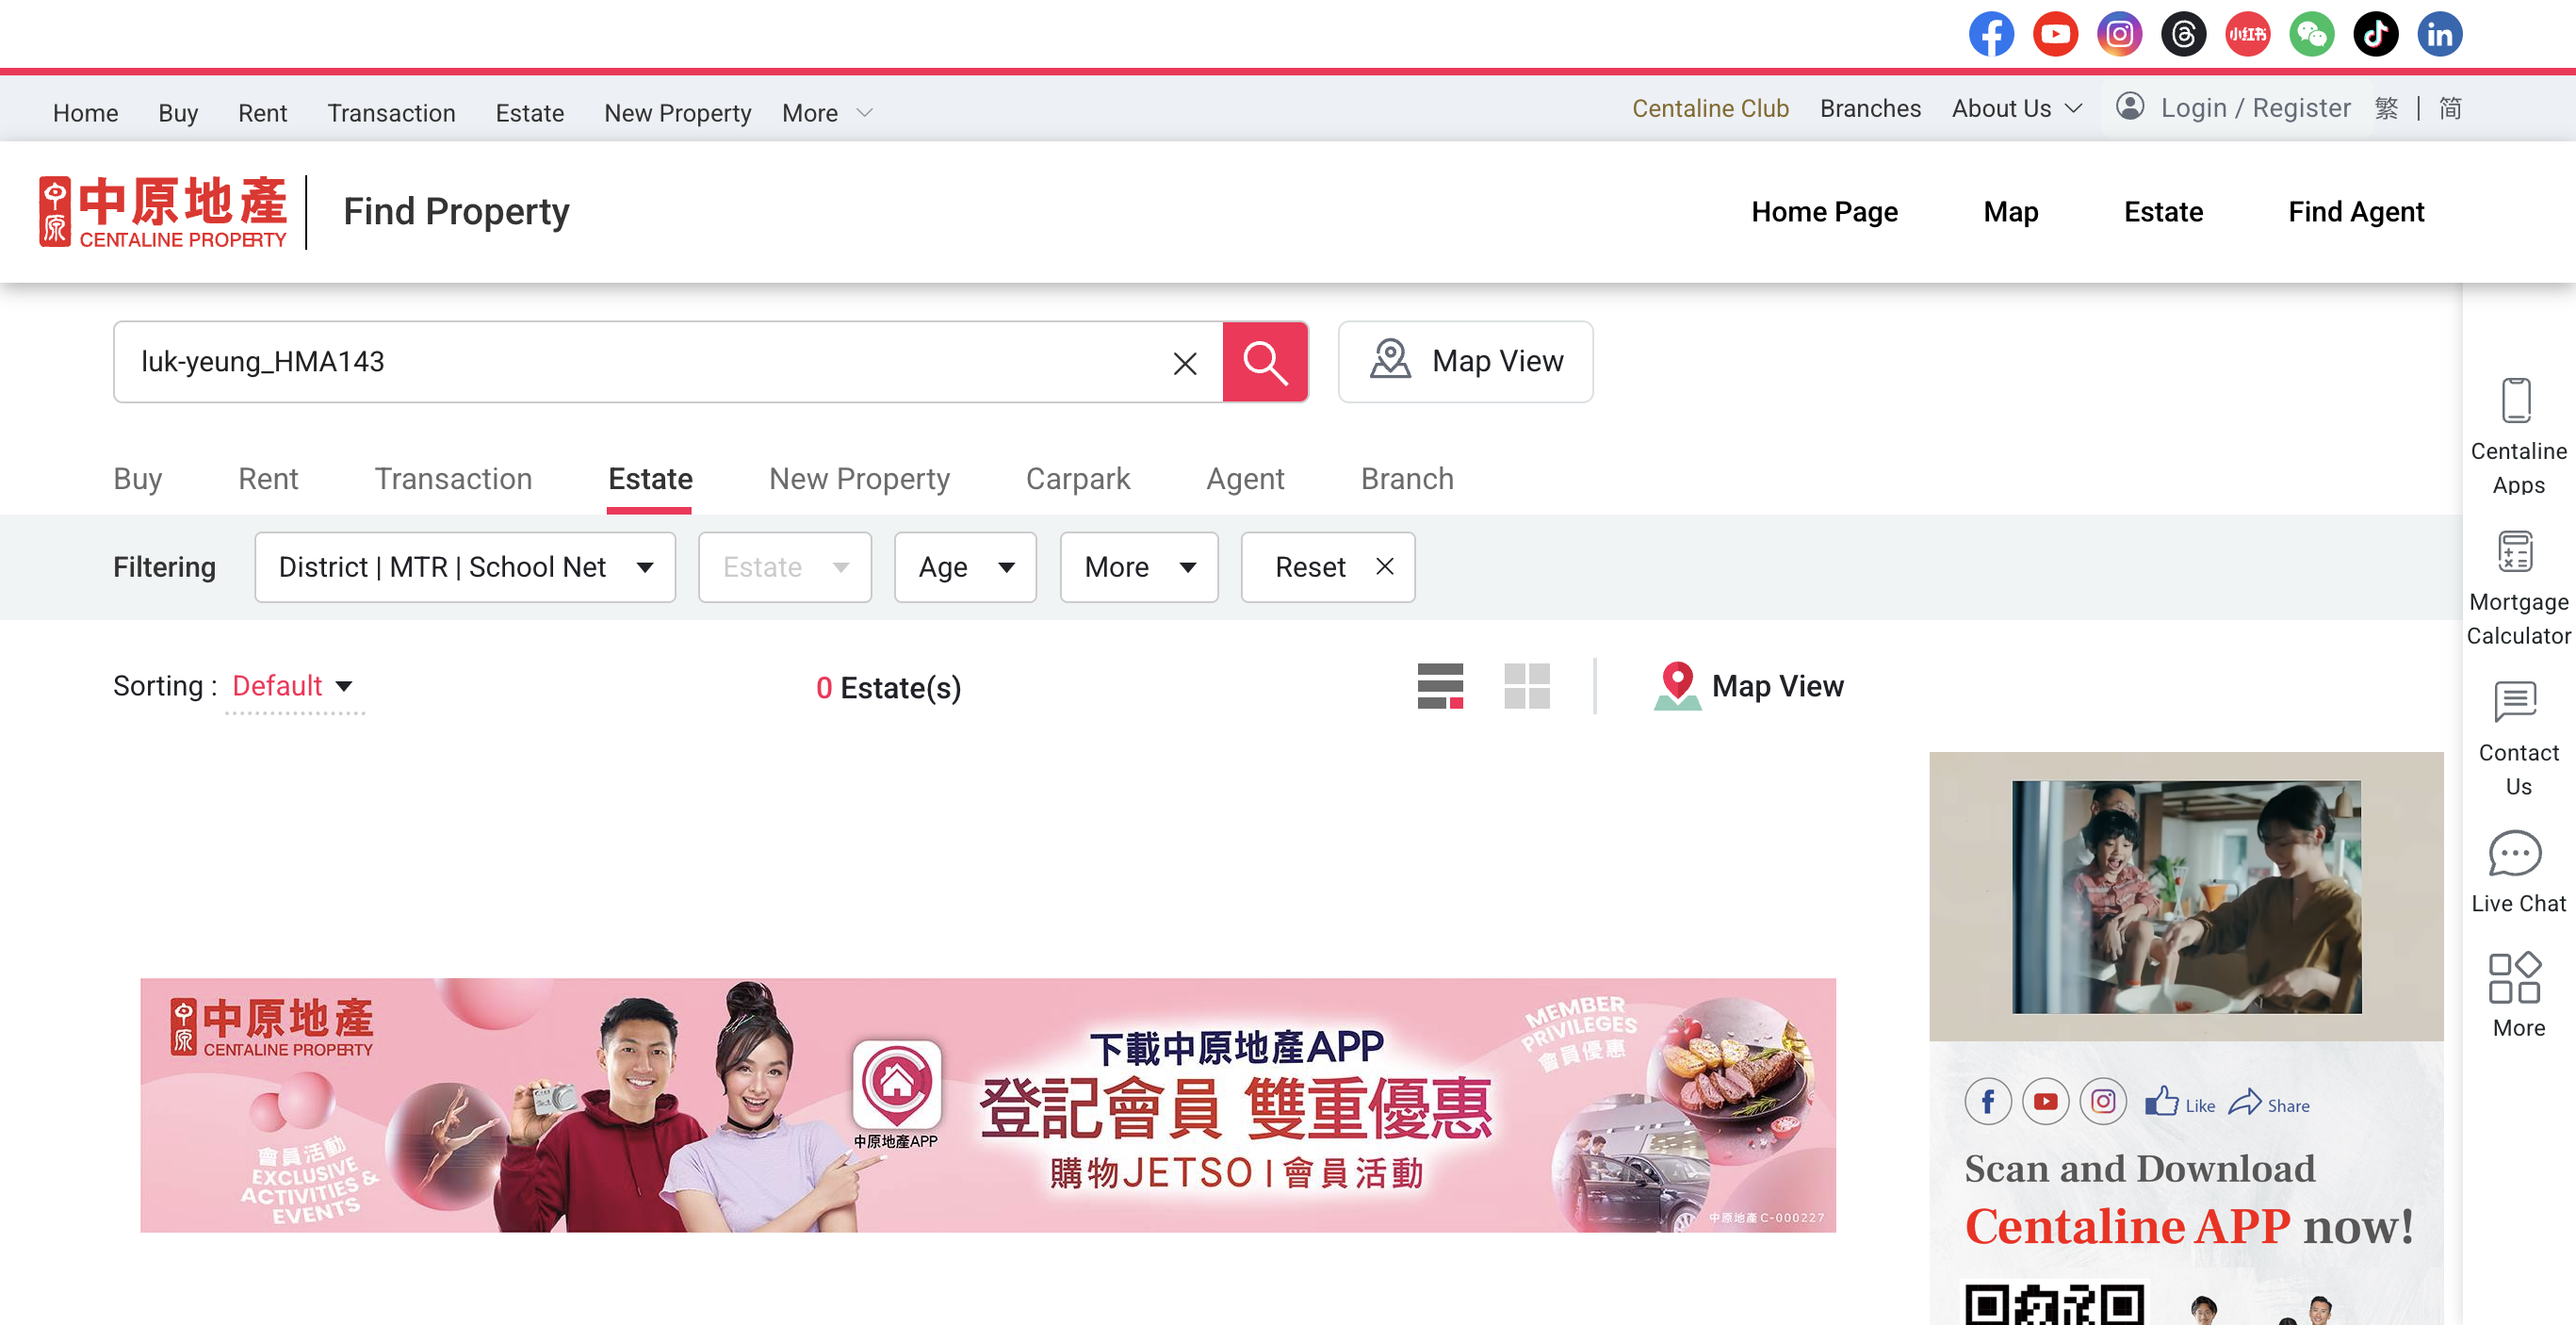 小红书
Home Buy Rent Transaction Estate New Property More
Centaline Club Branches About Us Login / Register 繁 | 简
中原 中原地產
CENTALINE PROPERTY
Find Property
Home Page Map Estate Find Agent
luk-yeung_HMA143
Map View
Buy Rent Transaction Estate New Property Carpark Agent Branch
Filtering District | MTR | School Net Estate Age More Reset
Sorting : Default
0 Estate(s)
Map View
中原 中原地產
CENTALINE PROPERTY
會員活動
EXCLUSIVE
ACTIVITIES &
EVENTS
中原地產APP
下載中原地產APP
登記會員 雙重優惠
購物JETSO | 會員活動
MEMBER
PRIVILEGES
會員優惠
中原地產 C-000227
Like Share
Scan and Download
Centaline APP now!
Centaline
Apps
Mortgage
Calculator
Contact
Us
Live Chat
More